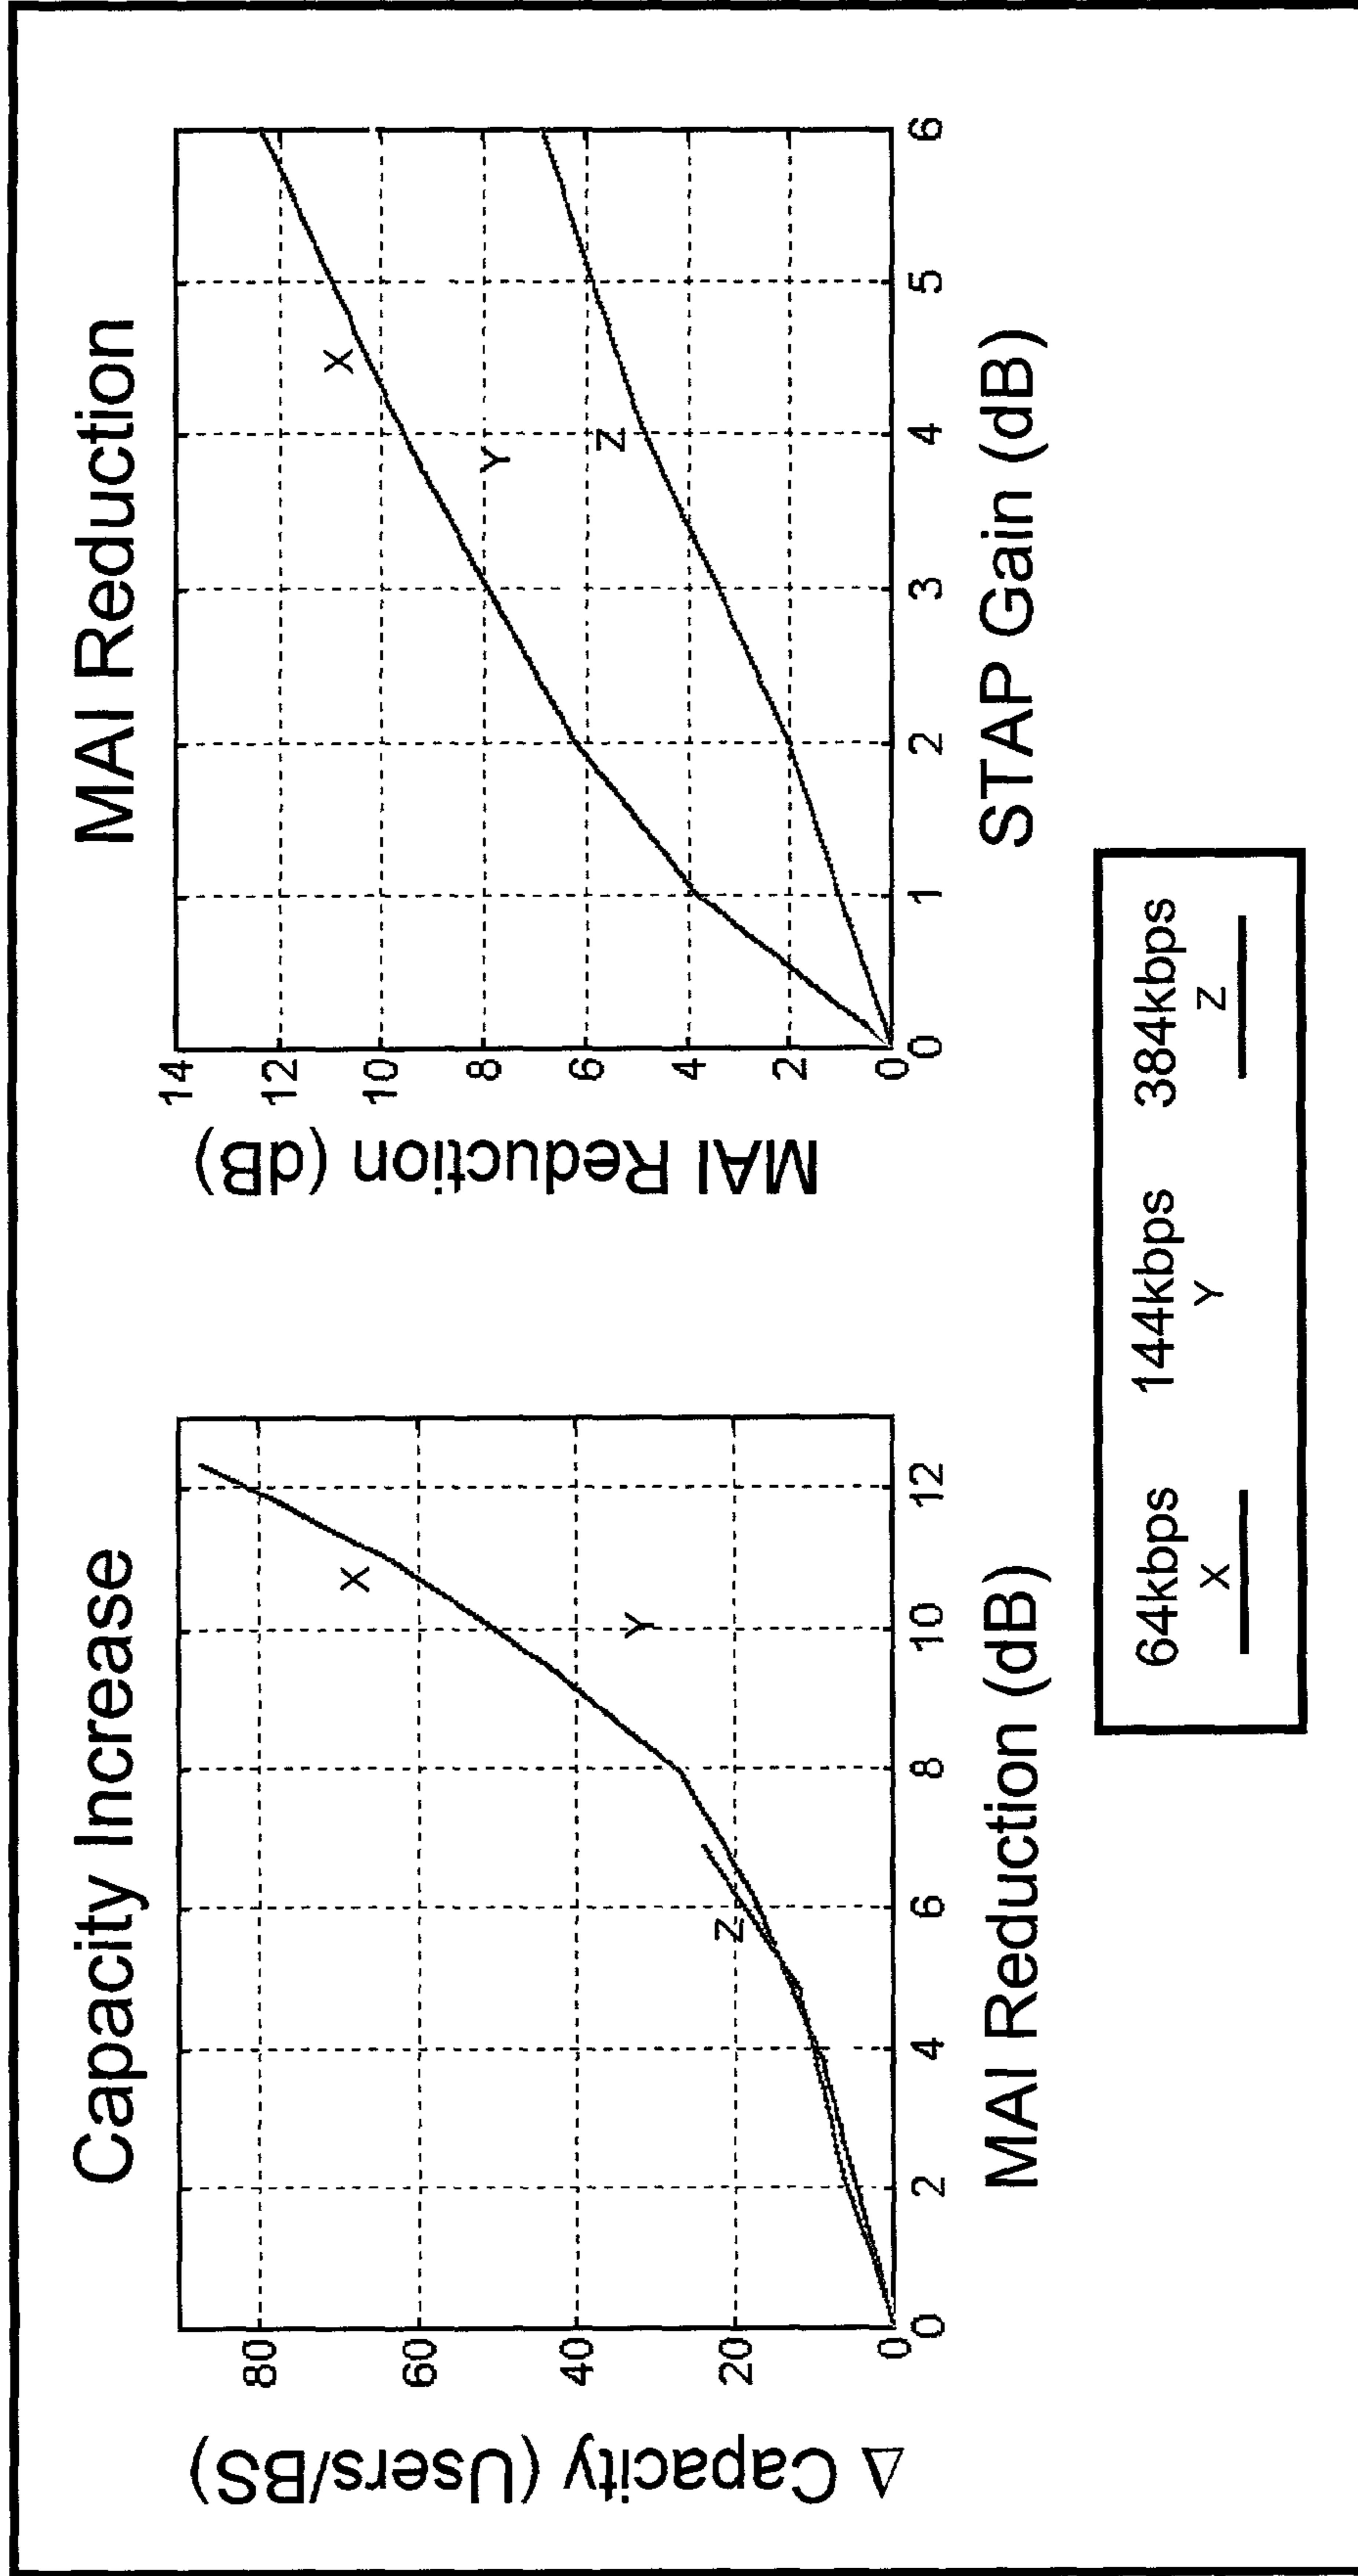 Capacity Increase
Δ Capacity (Users/BS)
80
60
40
20
0
0 2 4 6 8 10 12
X
Y
Z
MAI Reduction (dB)
MAI Reduction
MAI Reduction (dB)
14
12
10
8
6
4
2
0
0 1 2 3 4 5 6
X
Y
Z
STAP Gain (dB)
64kbps 144kbps 384kbps
X Y Z